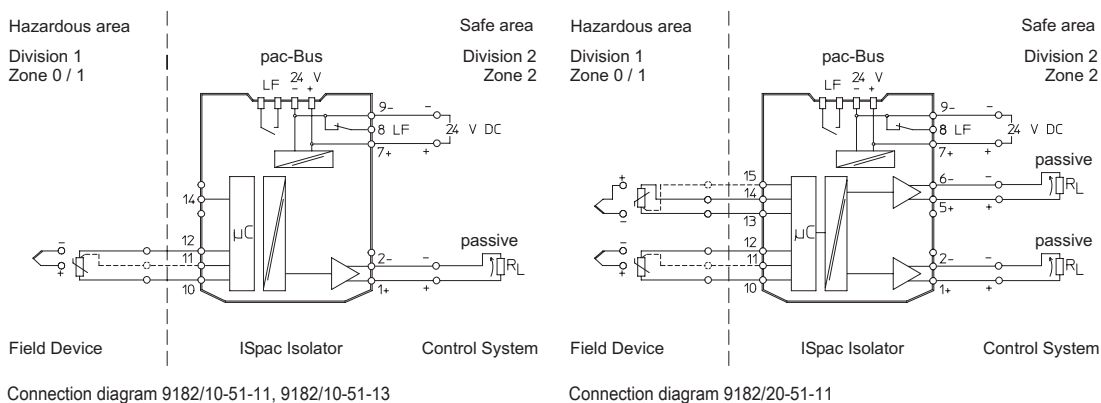 Hazardous area
Safe area
Division 1
Zone 0 / 1
pac-Bus
Division 2
Zone 2
LF
24 V
-
+
9-
-
8 LF
24 V DC
7+
+
14
12
11
10
-
+
µC
passive
2-
-
RL
1+
+
Field Device
ISpac Isolator
Control System
Connection diagram 9182/10-51-11, 9182/10-51-13
Hazardous area
Safe area
Division 1
Zone 0 / 1
pac-Bus
Division 2
Zone 2
LF
24 V
-
+
9-
-
8 LF
24 V DC
7+
+
passive
+
-
15
14
13
6-
-
RL
5+
+
µC
-
+
12
11
10
passive
2-
-
RL
1+
+
Field Device
ISpac Isolator
Control System
Connection diagram 9182/20-51-11